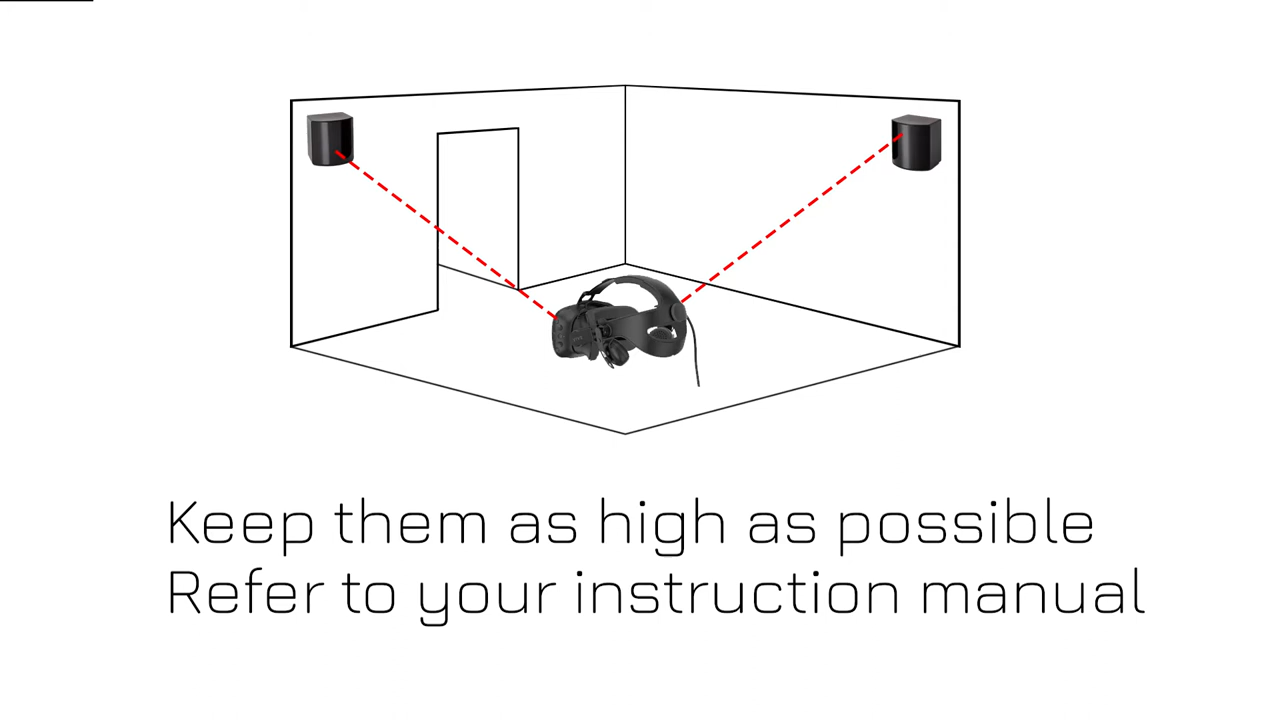 Keep them as high as possible
Refer to your instruction manual